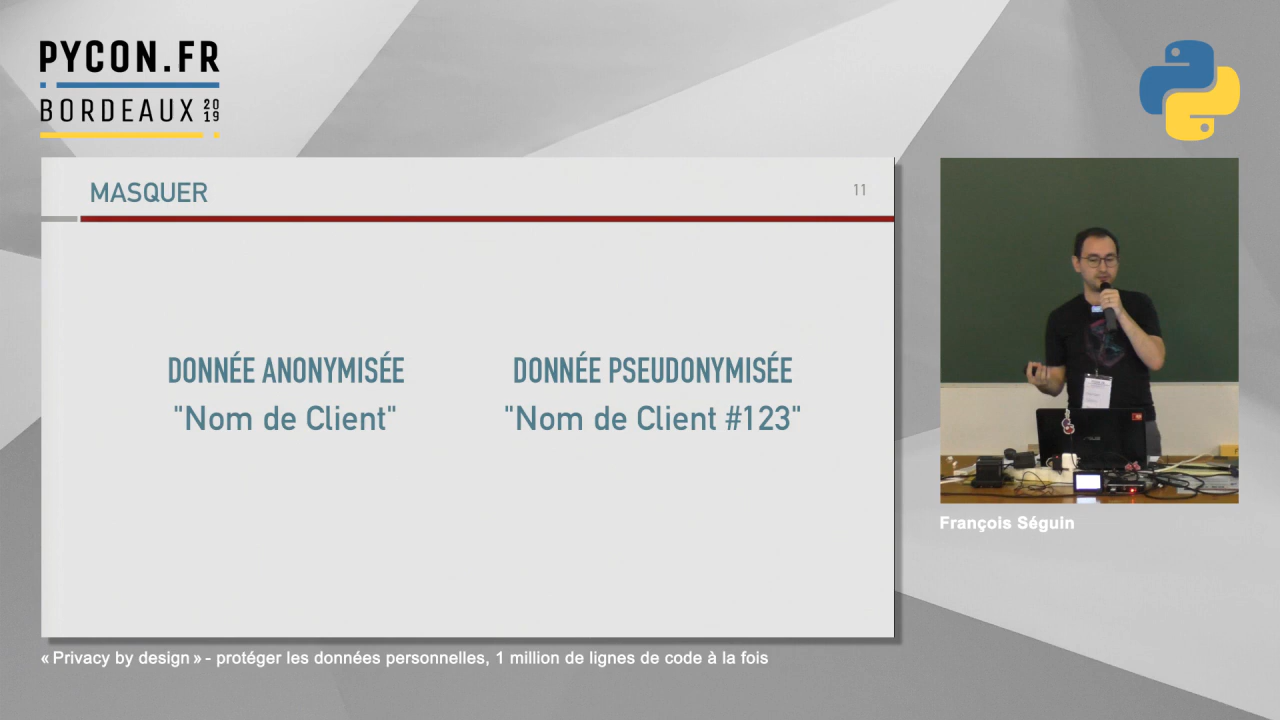 PYCON.FR
BORDEAUX 2019
MASQUER
11
DONNÉE ANONYMISÉE
"Nom de Client"
DONNÉE PSEUDONYMISÉE
"Nom de Client #123"
François Séguin
« Privacy by design » - protéger les données personnelles, 1 million de lignes de code à la fois